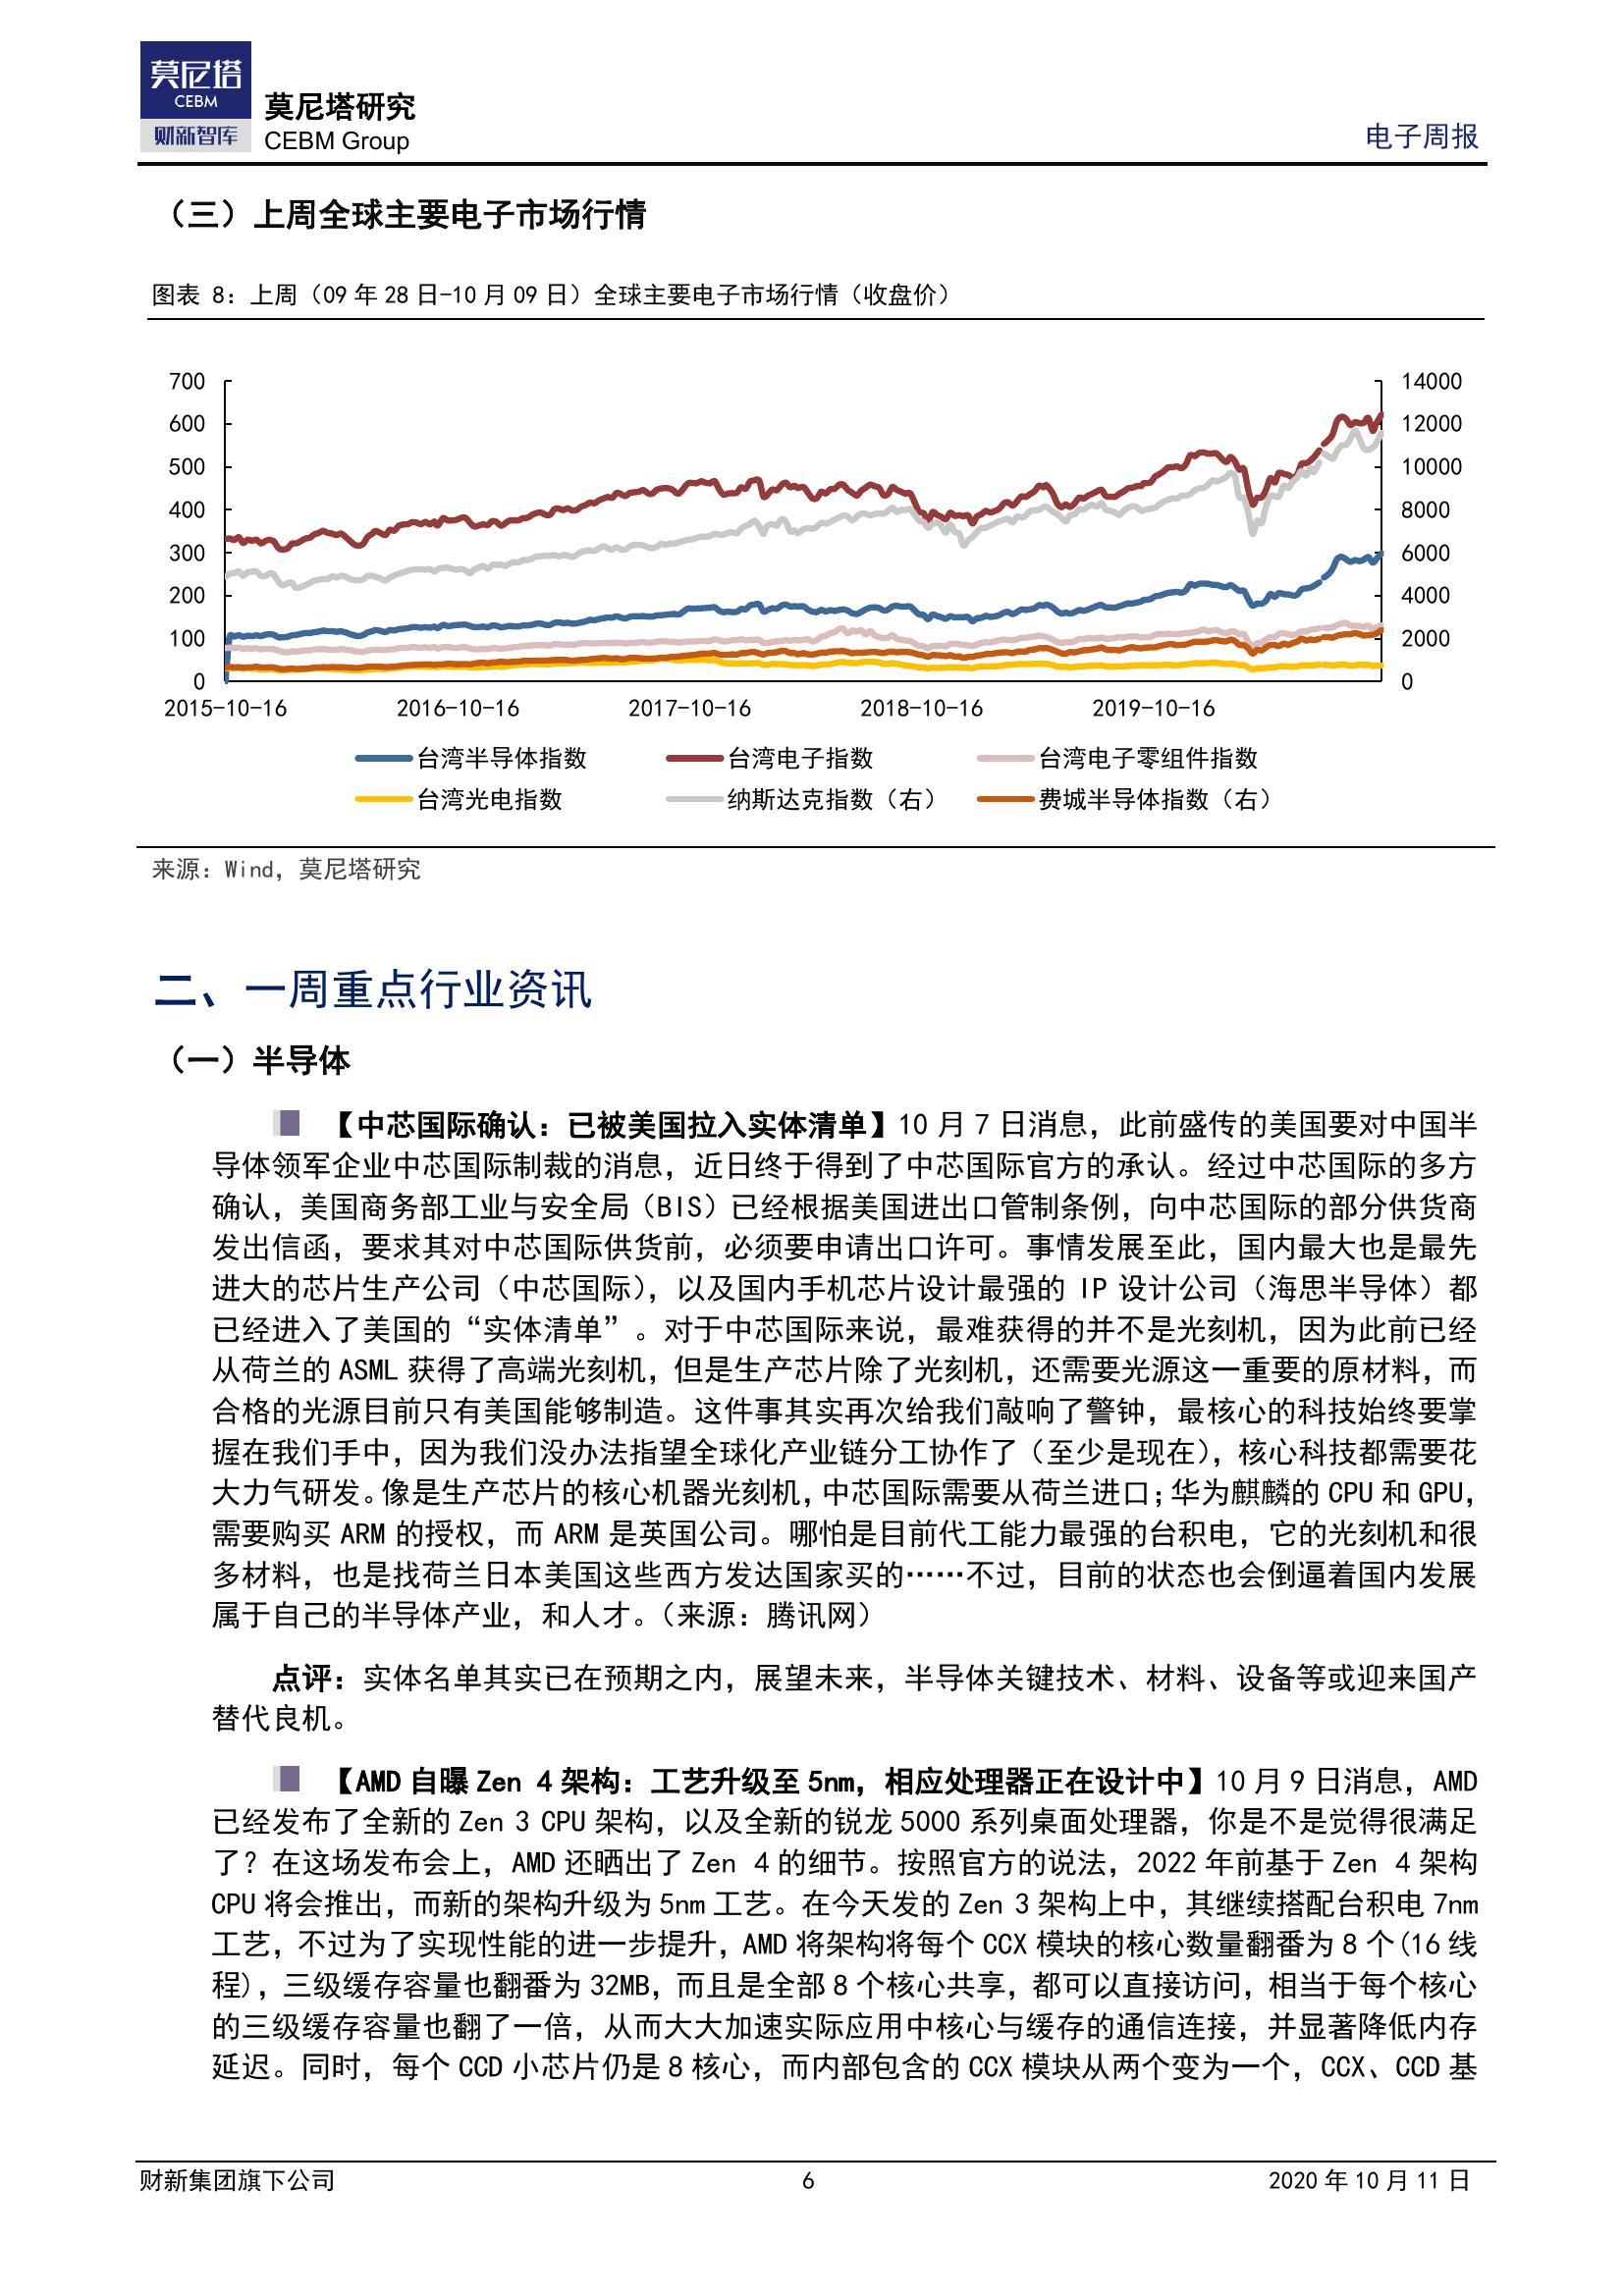 莫尼塔
CEBM
财新智库
莫尼塔研究
CEBM Group
电子周报
（三）上周全球主要电子市场行情
图表 8：上周（09 年 28 日-10 月 09 日）全球主要电子市场行情（收盘价）
700
600
500
400
300
200
100
0
14000
12000
10000
8000
6000
4000
2000
0
2015-10-16 2016-10-16 2017-10-16 2018-10-16 2019-10-16
台湾半导体指数 台湾电子指数 台湾电子零组件指数
台湾光电指数 纳斯达克指数（右） 费城半导体指数（右）
来源：Wind，莫尼塔研究
二、一周重点行业资讯
（一）半导体
【中芯国际确认：已被美国拉入实体清单】10 月 7 日消息，此前盛传的美国要对中国半
导体领军企业中芯国际制裁的消息，近日终于得到了中芯国际官方的承认。经过中芯国际的多方
确认，美国商务部工业与安全局（BIS）已经根据美国进出口管制条例，向中芯国际的部分供货商
发出信函，要求其对中芯国际供货前，必须要申请出口许可。事情发展至此，国内最大也是最先
进大的芯片生产公司（中芯国际），以及国内手机芯片设计最强的 IP 设计公司（海思半导体）都
已经进入了美国的“实体清单”。对于中芯国际来说，最难获得的并不是光刻机，因为此前已经
从荷兰的 ASML 获得了高端光刻机，但是生产芯片除了光刻机，还需要光源这一重要的原材料，而
合格的光源目前只有美国能够制造。这件事其实再次给我们敲响了警钟，最核心的科技始终要掌
握在我们手中，因为我们没办法指望全球化产业链分工协作了（至少是现在），核心科技都需要花
大力气研发。像是生产芯片的核心机器光刻机，中芯国际需要从荷兰进口；华为麒麟的 CPU 和 GPU，
需要购买 ARM 的授权，而 ARM 是英国公司。哪怕是目前代工能力最强的台积电，它的光刻机和很
多材料，也是找荷兰日本美国这些西方发达国家买的……不过，目前的状态也会倒逼着国内发展
属于自己的半导体产业，和人才。（来源：腾讯网）
点评：实体名单其实已在预期之内，展望未来，半导体关键技术、材料、设备等或迎来国产
替代良机。
【AMD 自曝 Zen 4 架构：工艺升级至 5nm，相应处理器正在设计中】10 月 9 日消息，AMD
已经发布了全新的 Zen 3 CPU 架构，以及全新的锐龙 5000 系列桌面处理器，你是不是觉得很满足
了？在这场发布会上，AMD 还晒出了 Zen 4 的细节。按照官方的说法，2022 年前基于 Zen 4 架构
CPU 将会推出，而新的架构升级为 5nm 工艺。在今天发的 Zen 3 架构上中，其继续搭配台积电 7nm
工艺，不过为了实现性能的进一步提升，AMD 将架构将每个 CCX 模块的核心数量翻番为 8 个(16 线
程)，三级缓存容量也翻番为 32MB，而且是全部 8 个核心共享，都可以直接访问，相当于每个核心
的三级缓存容量也翻了一倍，从而大大加速实际应用中核心与缓存的通信连接，并显著降低内存
延迟。同时，每个 CCD 小芯片仍是 8 核心，而内部包含的 CCX 模块从两个变为一个，CCX、CCD 基
财新集团旗下公司
6
2020 年 10 月 11 日